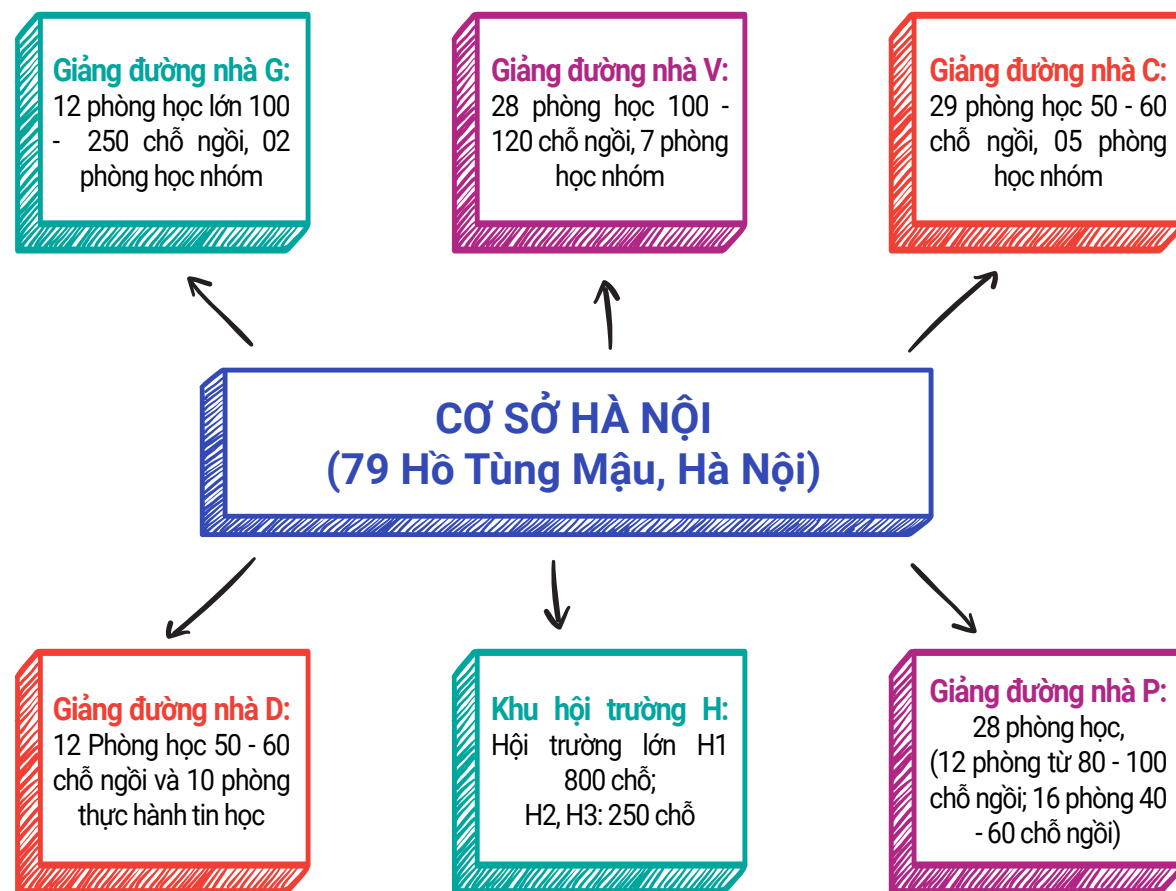 Giảng đường nhà G:
12 phòng học lớn 100
- 250 chỗ ngồi, 02
phòng học nhóm
Giảng đường nhà V:
28 phòng học 100 -
120 chỗ ngồi, 7 phòng
học nhóm
Giảng đường nhà C:
29 phòng học 50 - 60
chỗ ngồi, 05 phòng
học nhóm
CƠ SỞ HÀ NỘI
(79 Hồ Tùng Mậu, Hà Nội)
Giảng đường nhà D:
12 Phòng học 50 - 60
chỗ ngồi và 10 phòng
thực hành tin học
Khu hội trường H:
Hội trường lớn H1
800 chỗ;
H2, H3: 250 chỗ
Giảng đường nhà P:
28 phòng học,
(12 phòng từ 80 - 100
chỗ ngồi; 16 phòng 40
- 60 chỗ ngồi)